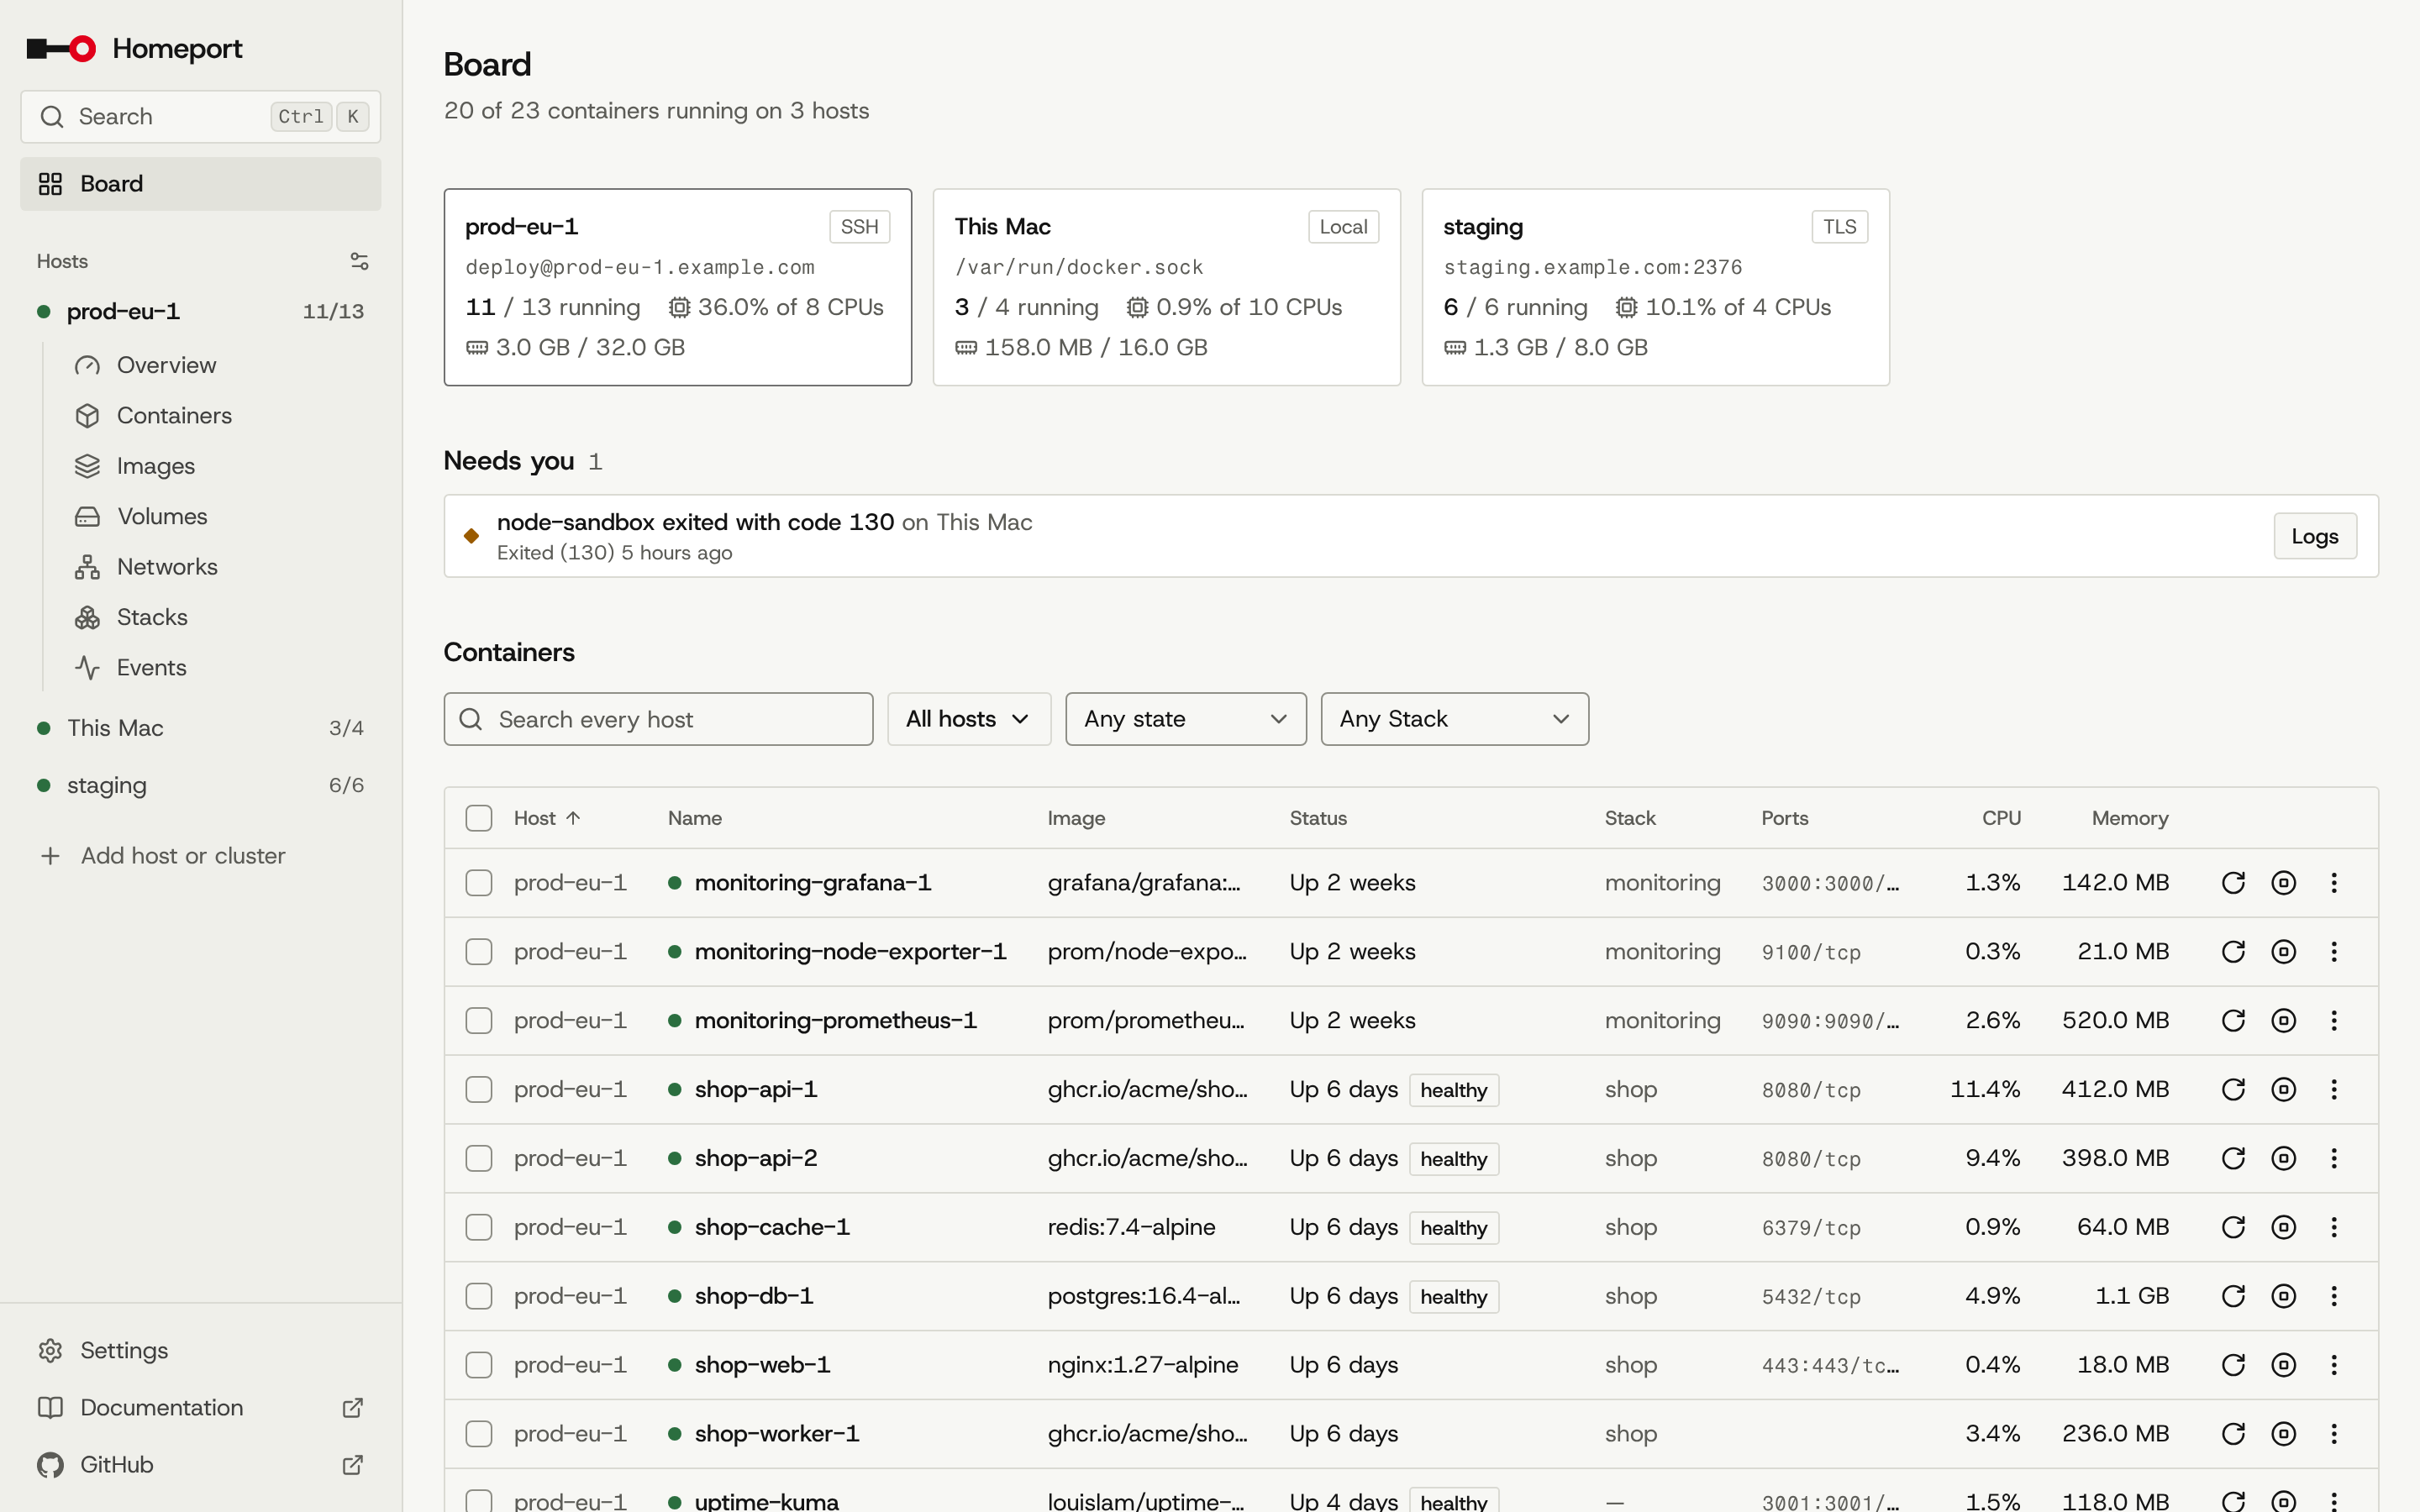 Homeport
Search Ctrl K
Board
Hosts
prod-eu-1 11/13
Overview
Containers
Images
Volumes
Networks
Stacks
Events
This Mac 3/4
staging 6/6
Add host or cluster
Settings
Documentation
GitHub
Board
20 of 23 containers running on 3 hosts
prod-eu-1 SSH
deploy@prod-eu-1.example.com
11 / 13 running 36.0% of 8 CPUs
3.0 GB / 32.0 GB
This Mac Local
/var/run/docker.sock
3 / 4 running 0.9% of 10 CPUs
158.0 MB / 16.0 GB
staging TLS
staging.example.com:2376
6 / 6 running 10.1% of 4 CPUs
1.3 GB / 8.0 GB
Needs you 1
node-sandbox exited with code 130 on This Mac
Exited (130) 5 hours ago
Logs
Containers
Search every host All hosts Any state Any Stack
Host Name Image Status Stack Ports CPU Memory
prod-eu-1 monitoring-grafana-1 grafana/grafana:... Up 2 weeks monitoring 3000:3000/... 1.3% 142.0 MB
prod-eu-1 monitoring-node-exporter-1 prom/node-expo... Up 2 weeks monitoring 9100/tcp 0.3% 21.0 MB
prod-eu-1 monitoring-prometheus-1 prom/prometheu... Up 2 weeks monitoring 9090:9090/... 2.6% 520.0 MB
prod-eu-1 shop-api-1 ghcr.io/acme/sho... Up 6 days healthy shop 8080/tcp 11.4% 412.0 MB
prod-eu-1 shop-api-2 ghcr.io/acme/sho... Up 6 days healthy shop 8080/tcp 9.4% 398.0 MB
prod-eu-1 shop-cache-1 redis:7.4-alpine Up 6 days healthy shop 6379/tcp 0.9% 64.0 MB
prod-eu-1 shop-db-1 postgres:16.4-al... Up 6 days healthy shop 5432/tcp 4.9% 1.1 GB
prod-eu-1 shop-web-1 nginx:1.27-alpine Up 6 days shop 443:443/tc... 0.4% 18.0 MB
prod-eu-1 shop-worker-1 ghcr.io/acme/sho... Up 6 days shop 3.4% 236.0 MB
prod-eu-1 uptime-kuma louislam/uptime-... Up 4 days healthy — 3001:3001/... 1.5% 118.0 MB